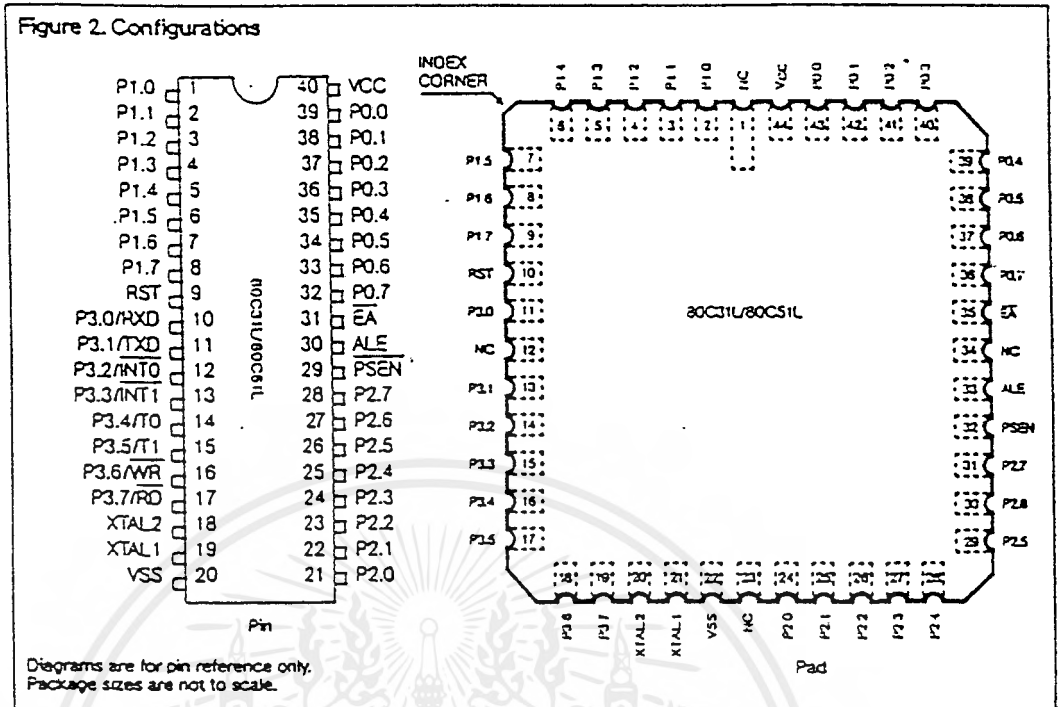 Figure 2. Configurations
P1.0 1
P1.1 2
P1.2 3
P1.3 4
P1.4 5
P1.5 6
P1.6 7
P1.7 8
RST 9
P3.0/RXD 10
P3.1/TXD 11
P3.2/INT0 12
P3.3/INT1 13
P3.4/T0 14
P3.5/T1 15
P3.6/WR 16
P3.7/RD 17
XTAL2 18
XTAL1 19
VSS 20
80C31L/80C51L
40 VCC
39 P0.0
38 P0.1
37 P0.2
36 P0.3
35 P0.4
34 P0.5
33 P0.6
32 P0.7
31 EA
30 ALE
29 PSEN
28 P2.7
27 P2.6
26 P2.5
25 P2.4
24 P2.3
23 P2.2
22 P2.1
21 P2.0
Pin
Diagrams are for pin reference only.
Package sizes are not to scale.
INDEX
CORNER
P1.4 P1.3 P1.2 P1.1 P1.0 NC VCC P0.0 P0.1 P0.2 P0.3
6 5 4 3 2 1 44 43 42 41 40
P1.5 7
P1.6 8
P1.7 9
RST 10
P3.0 11
NC 12
P3.1 13
P3.2 14
P3.3 15
P3.4 16
P3.5 17
80C31L/80C51L
39 P0.4
38 P0.5
37 P0.6
36 P0.7
35 EA
34 NC
33 ALE
32 PSEN
31 P2.7
30 P2.6
29 P2.5
18 19 20 21 22 23 24 25 26 27 28
P3.6 P3.7 XTAL2 XTAL1 VSS NC P2.0 P2.1 P2.2 P2.3 P2.4
Pad